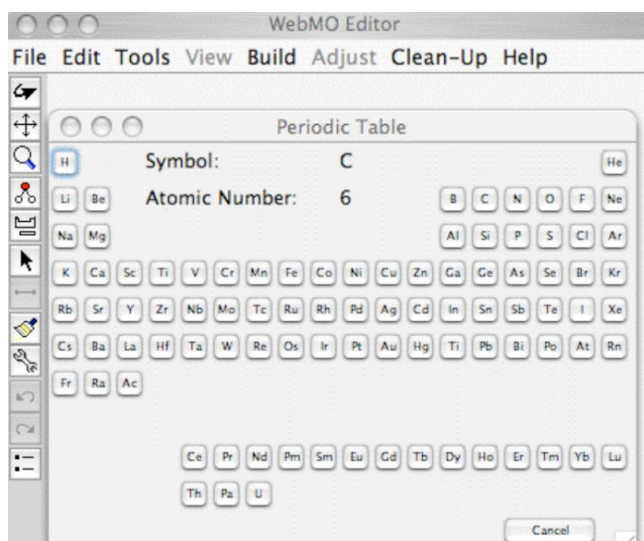 WebMO Editor
File Edit Tools View Build Adjust Clean-Up Help
Periodic Table
H Symbol: C He
Li Be Atomic Number: 6 B C N O F Ne
Na Mg Al Si P S Cl Ar
K Ca Sc Ti V Cr Mn Fe Co Ni Cu Zn Ga Ge As Se Br Kr
Rb Sr Y Zr Nb Mo Tc Ru Rh Pd Ag Cd In Sn Sb Te I Xe
Cs Ba La Hf Ta W Re Os Ir Pt Au Hg Ti Pb Bi Po At Rn
Fr Ra Ac
Ce Pr Nd Pm Sm Eu Gd Tb Dy Ho Er Tm Yb Lu
Th Pa U
Cancel